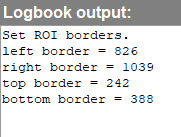 Logbook output:
Set ROI borders.
left border = 826
right border = 1039
top border = 242
bottom border = 388